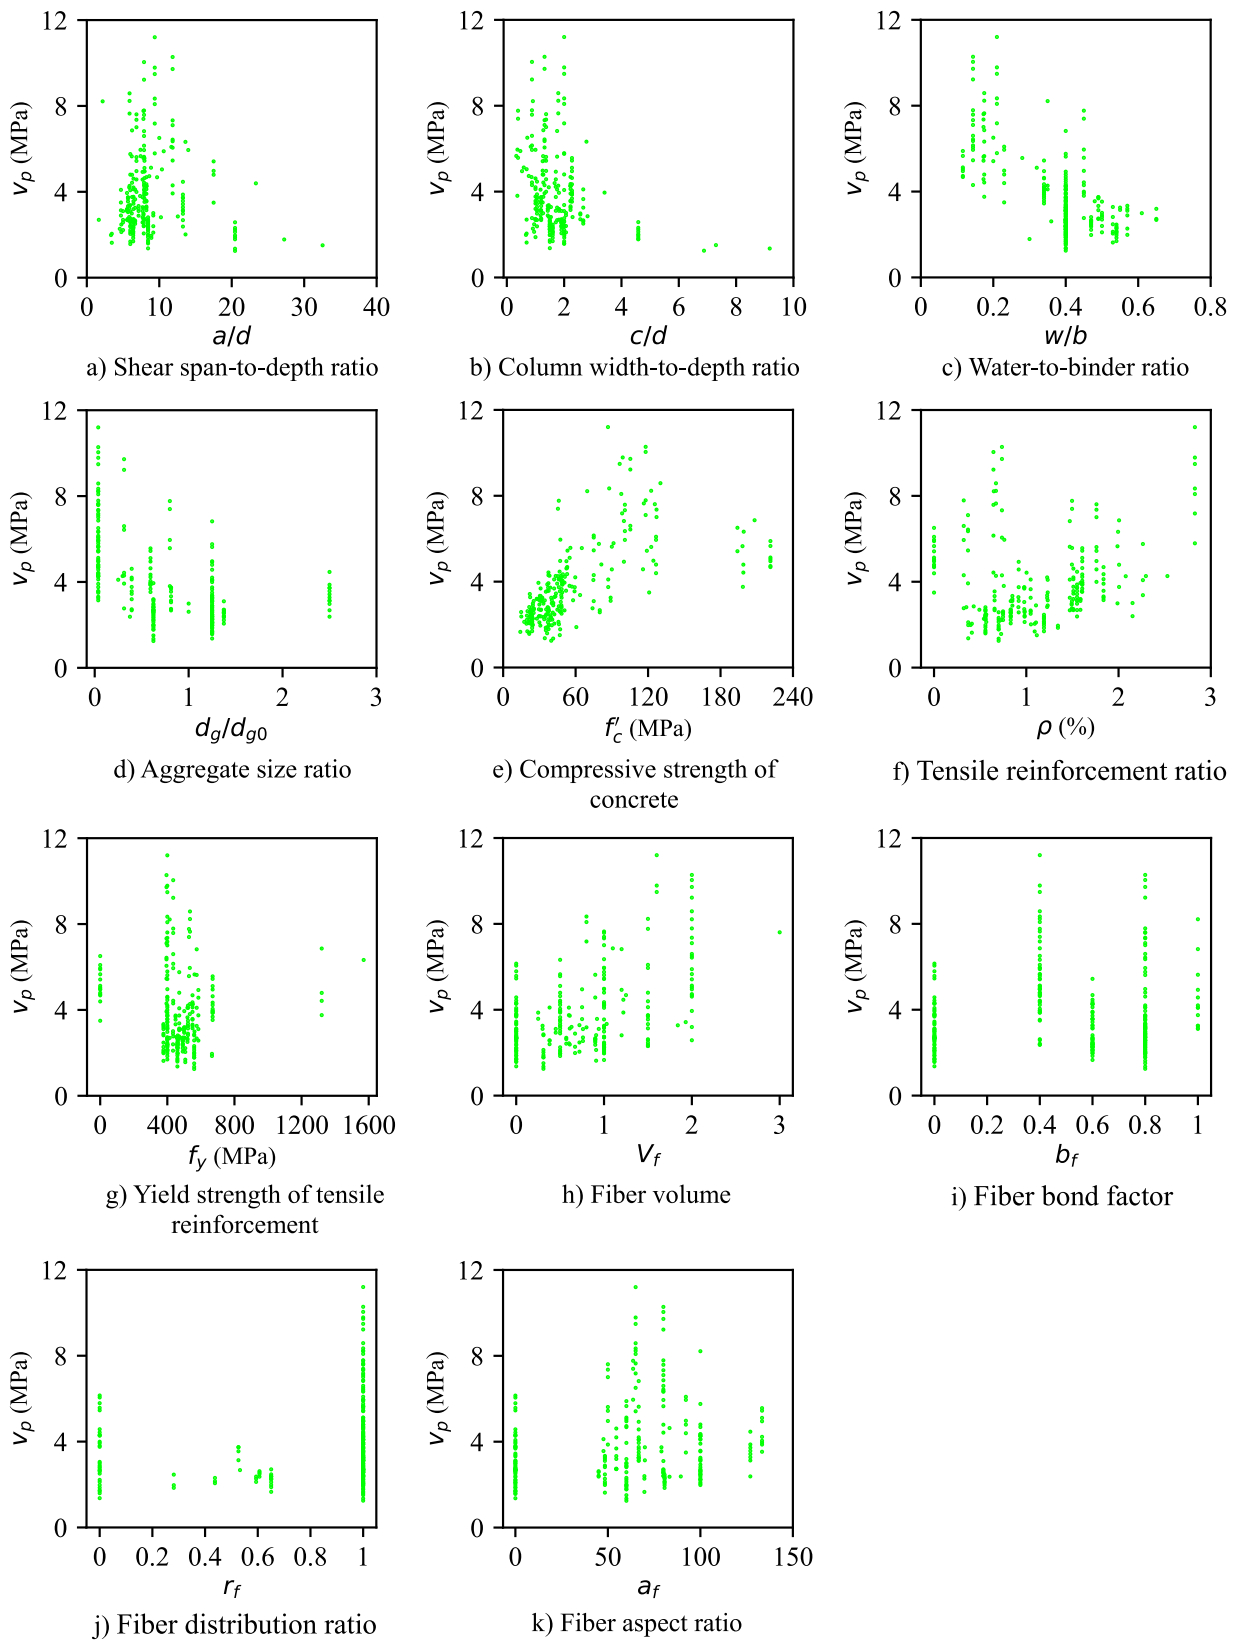 12
8
4
0
v_p (MPa)
0 10 20 30 40
a/d
a) Shear span-to-depth ratio
12
8
4
0
v_p (MPa)
0 2 4 6 8 10
c/d
b) Column width-to-depth ratio
12
8
4
0
v_p (MPa)
0 0.2 0.4 0.6 0.8
w/b
c) Water-to-binder ratio
12
8
4
0
v_p (MPa)
0 1 2 3
d_g/d_g0
d) Aggregate size ratio
12
8
4
0
v_p (MPa)
0 60 120 180 240
f′_c (MPa)
e) Compressive strength of
concrete
12
8
4
0
v_p (MPa)
0 1 2 3
ρ (%)
f) Tensile reinforcement ratio
12
8
4
0
v_p (MPa)
0 400 800 1200 1600
f_y (MPa)
g) Yield strength of tensile
reinforcement
12
8
4
0
v_p (MPa)
0 1 2 3
V_f
h) Fiber volume
12
8
4
0
v_p (MPa)
0 0.2 0.4 0.6 0.8 1
b_f
i) Fiber bond factor
12
8
4
0
v_p (MPa)
0 0.2 0.4 0.6 0.8 1
r_f
j) Fiber distribution ratio
12
8
4
0
v_p (MPa)
0 50 100 150
a_f
k) Fiber aspect ratio